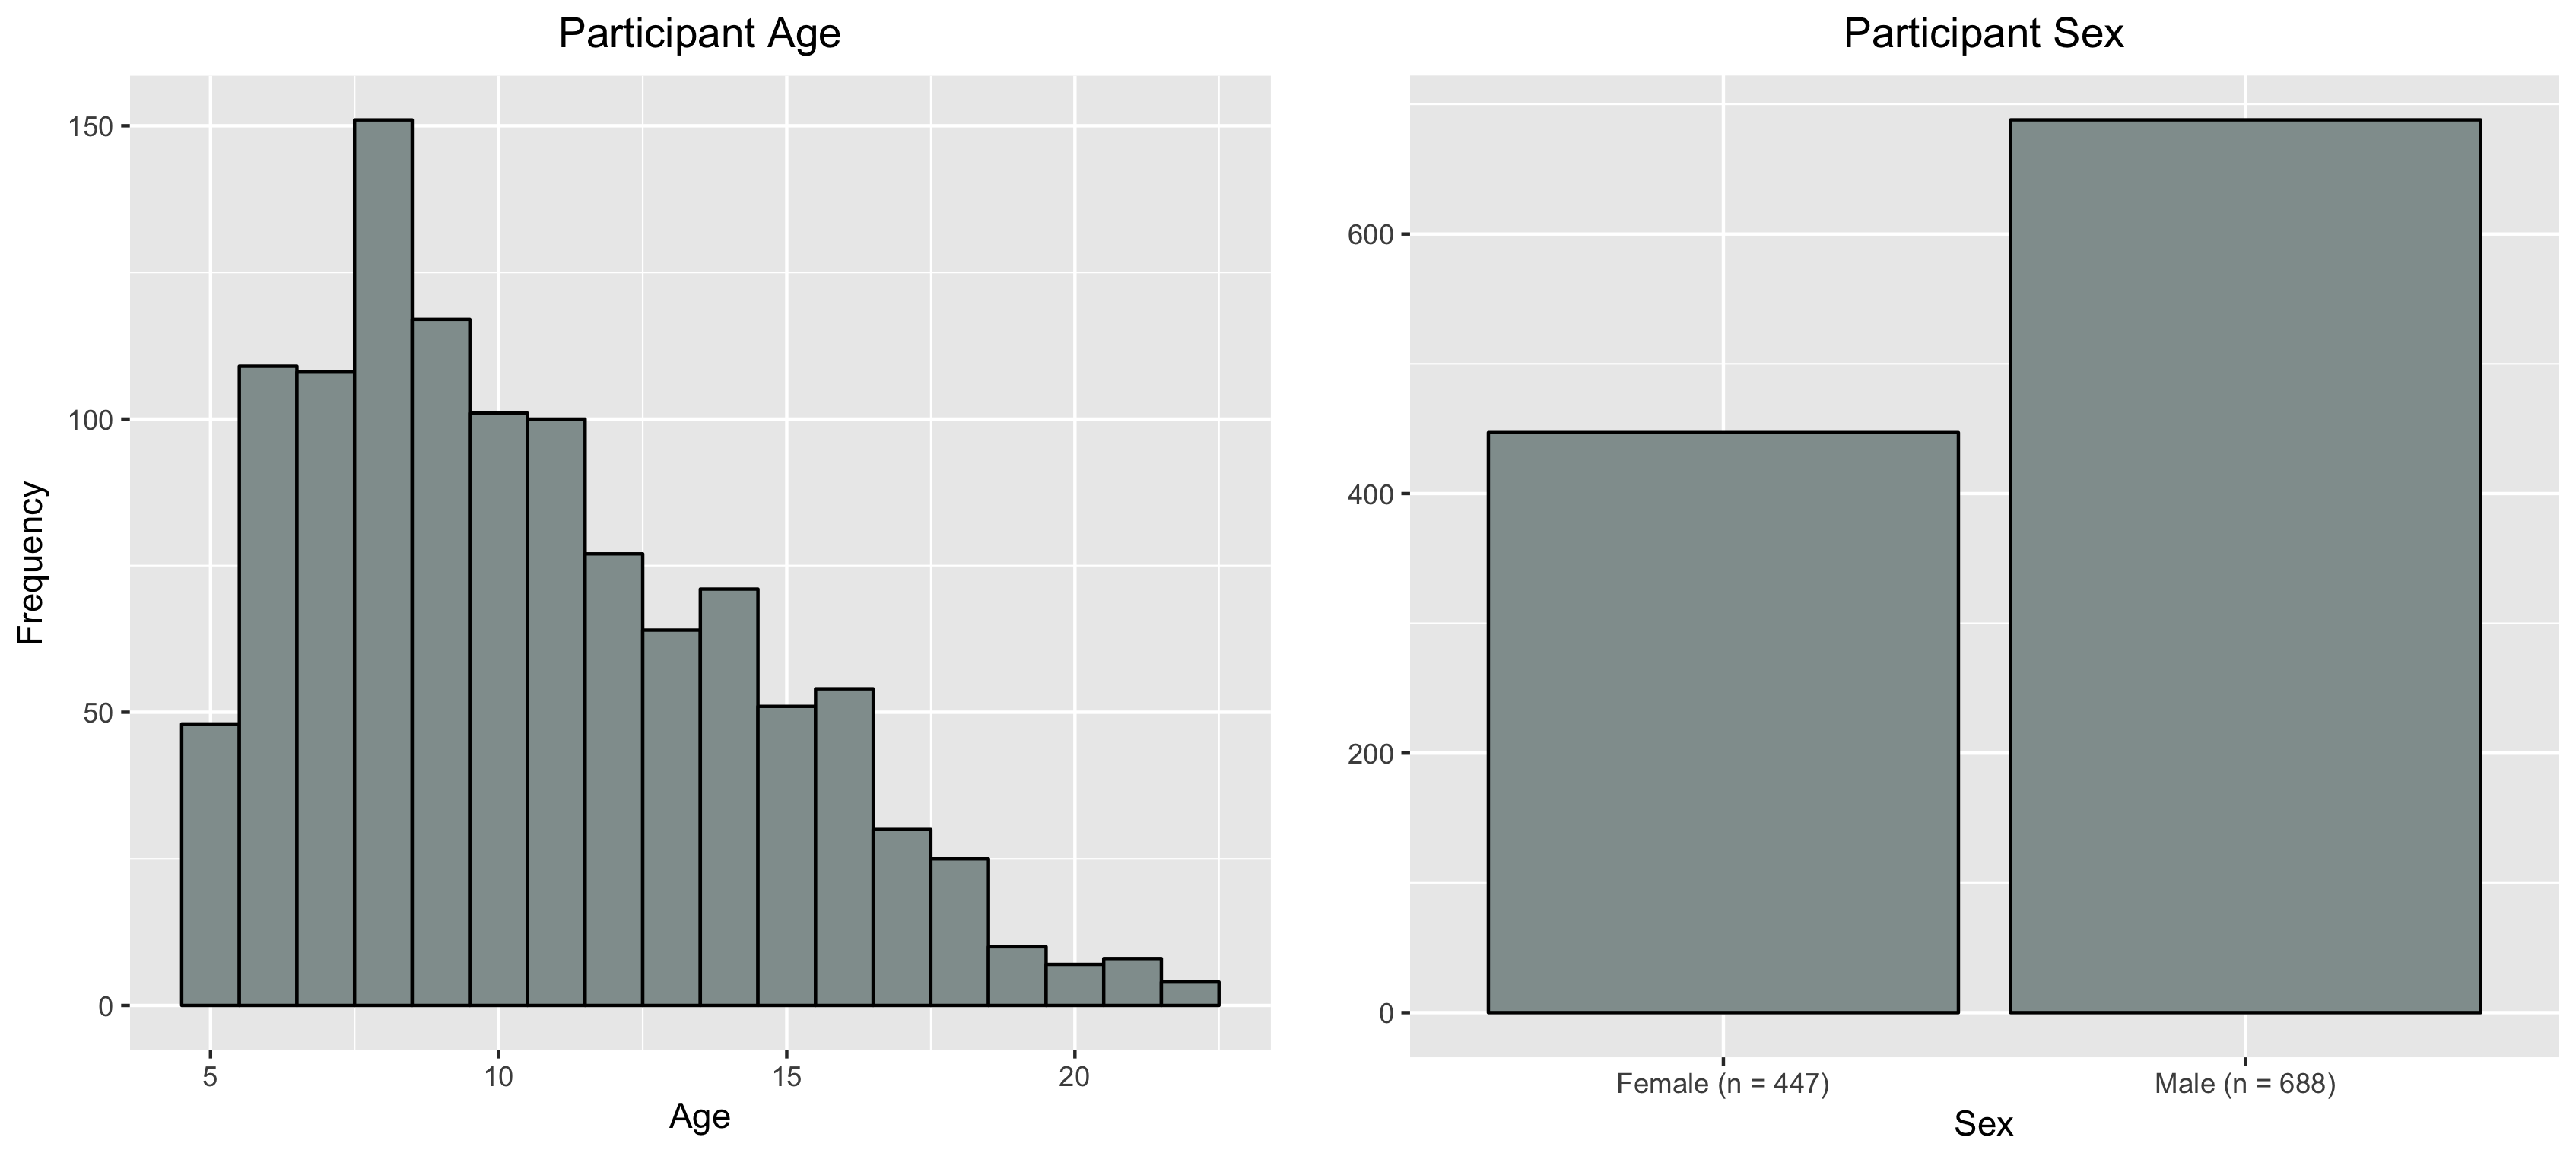 Participant Age
150
100
50
0
Frequency
5 10 15 20
Age
Participant Sex
600
400
200
0
Female (n = 447) Male (n = 688)
Sex